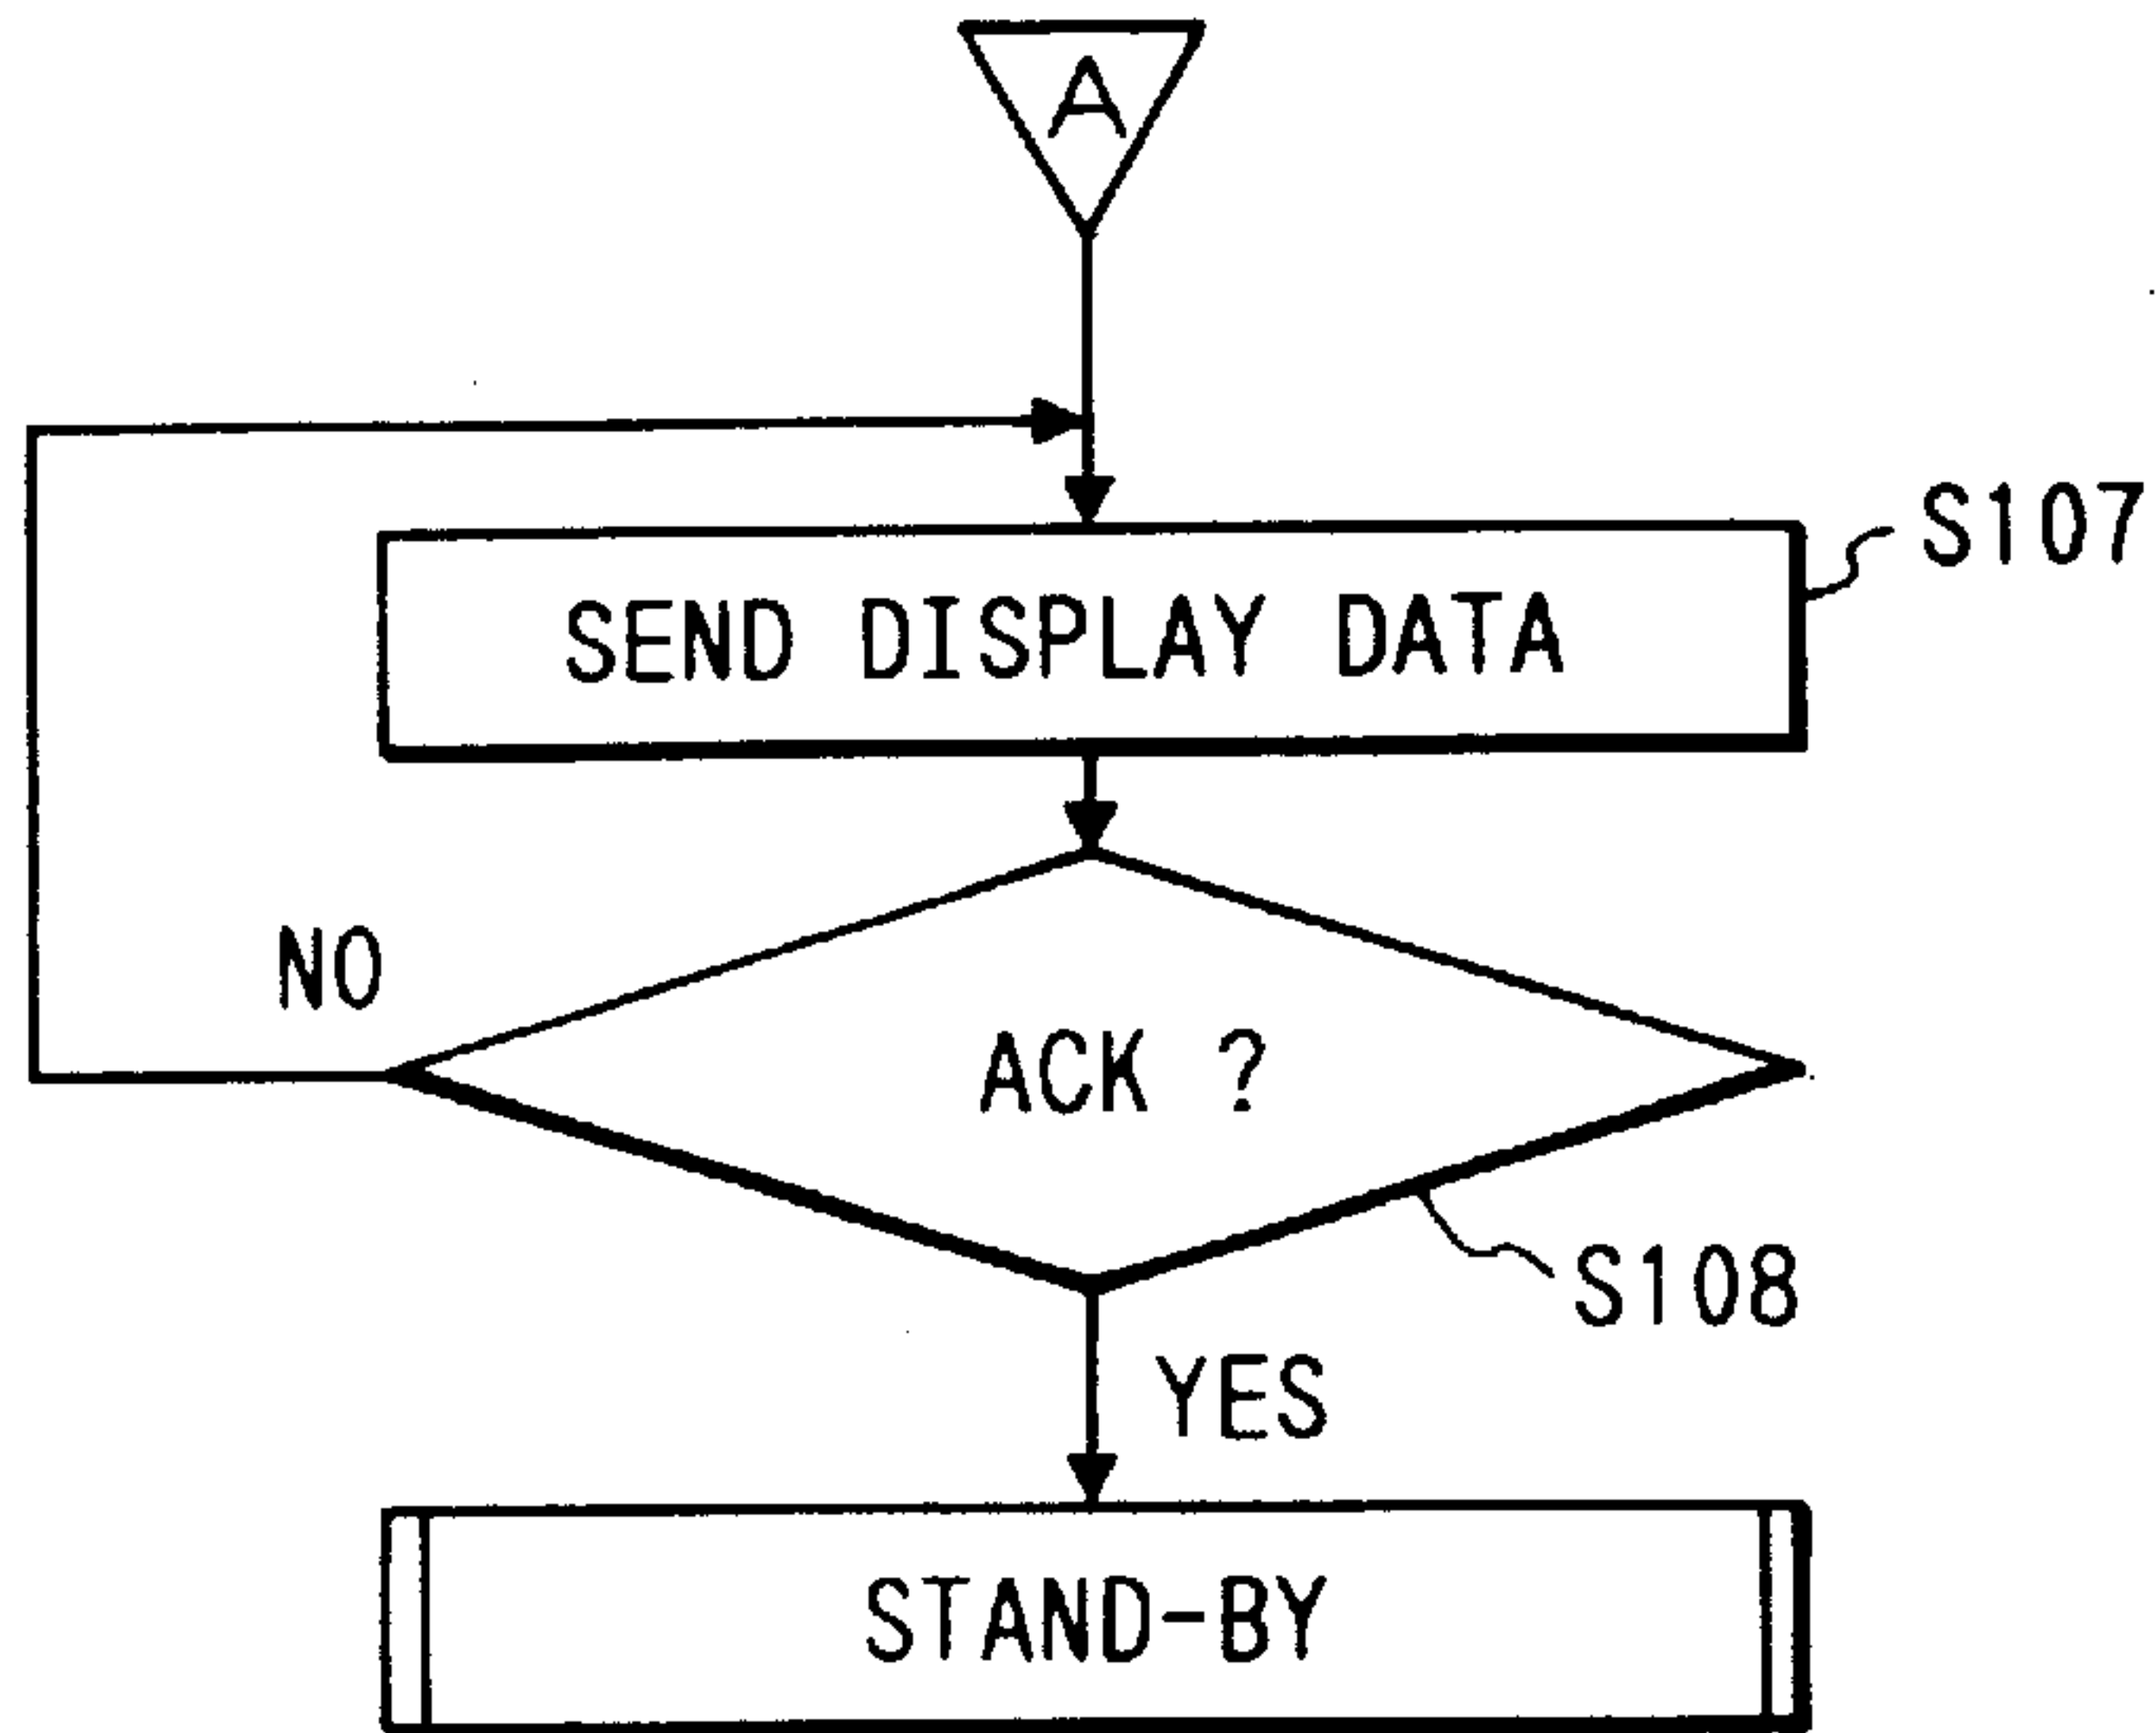 A
S107
SEND DISPLAY DATA
NO
ACK ?
S108
YES
STAND-BY